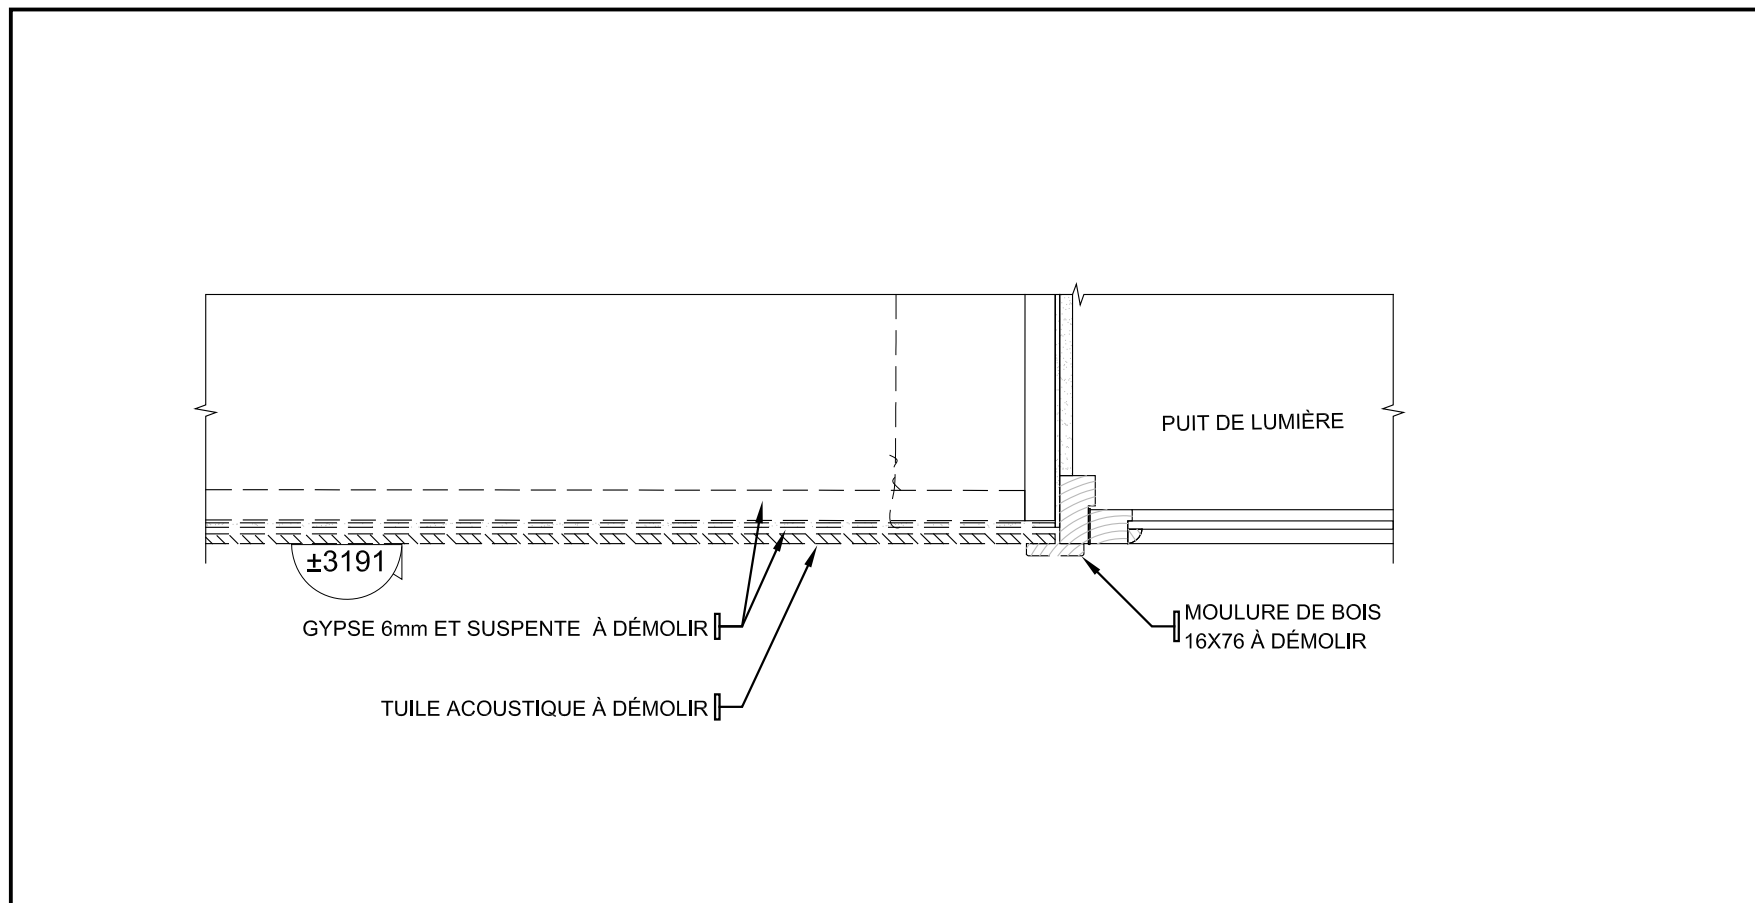 PUIT DE LUMIÈRE
±3191
GYPSE 6mm ET SUSPENTE À DÉMOLIR
MOULURE DE BOIS
16X76 À DÉMOLIR
TUILE ACOUSTIQUE À DÉMOLIR